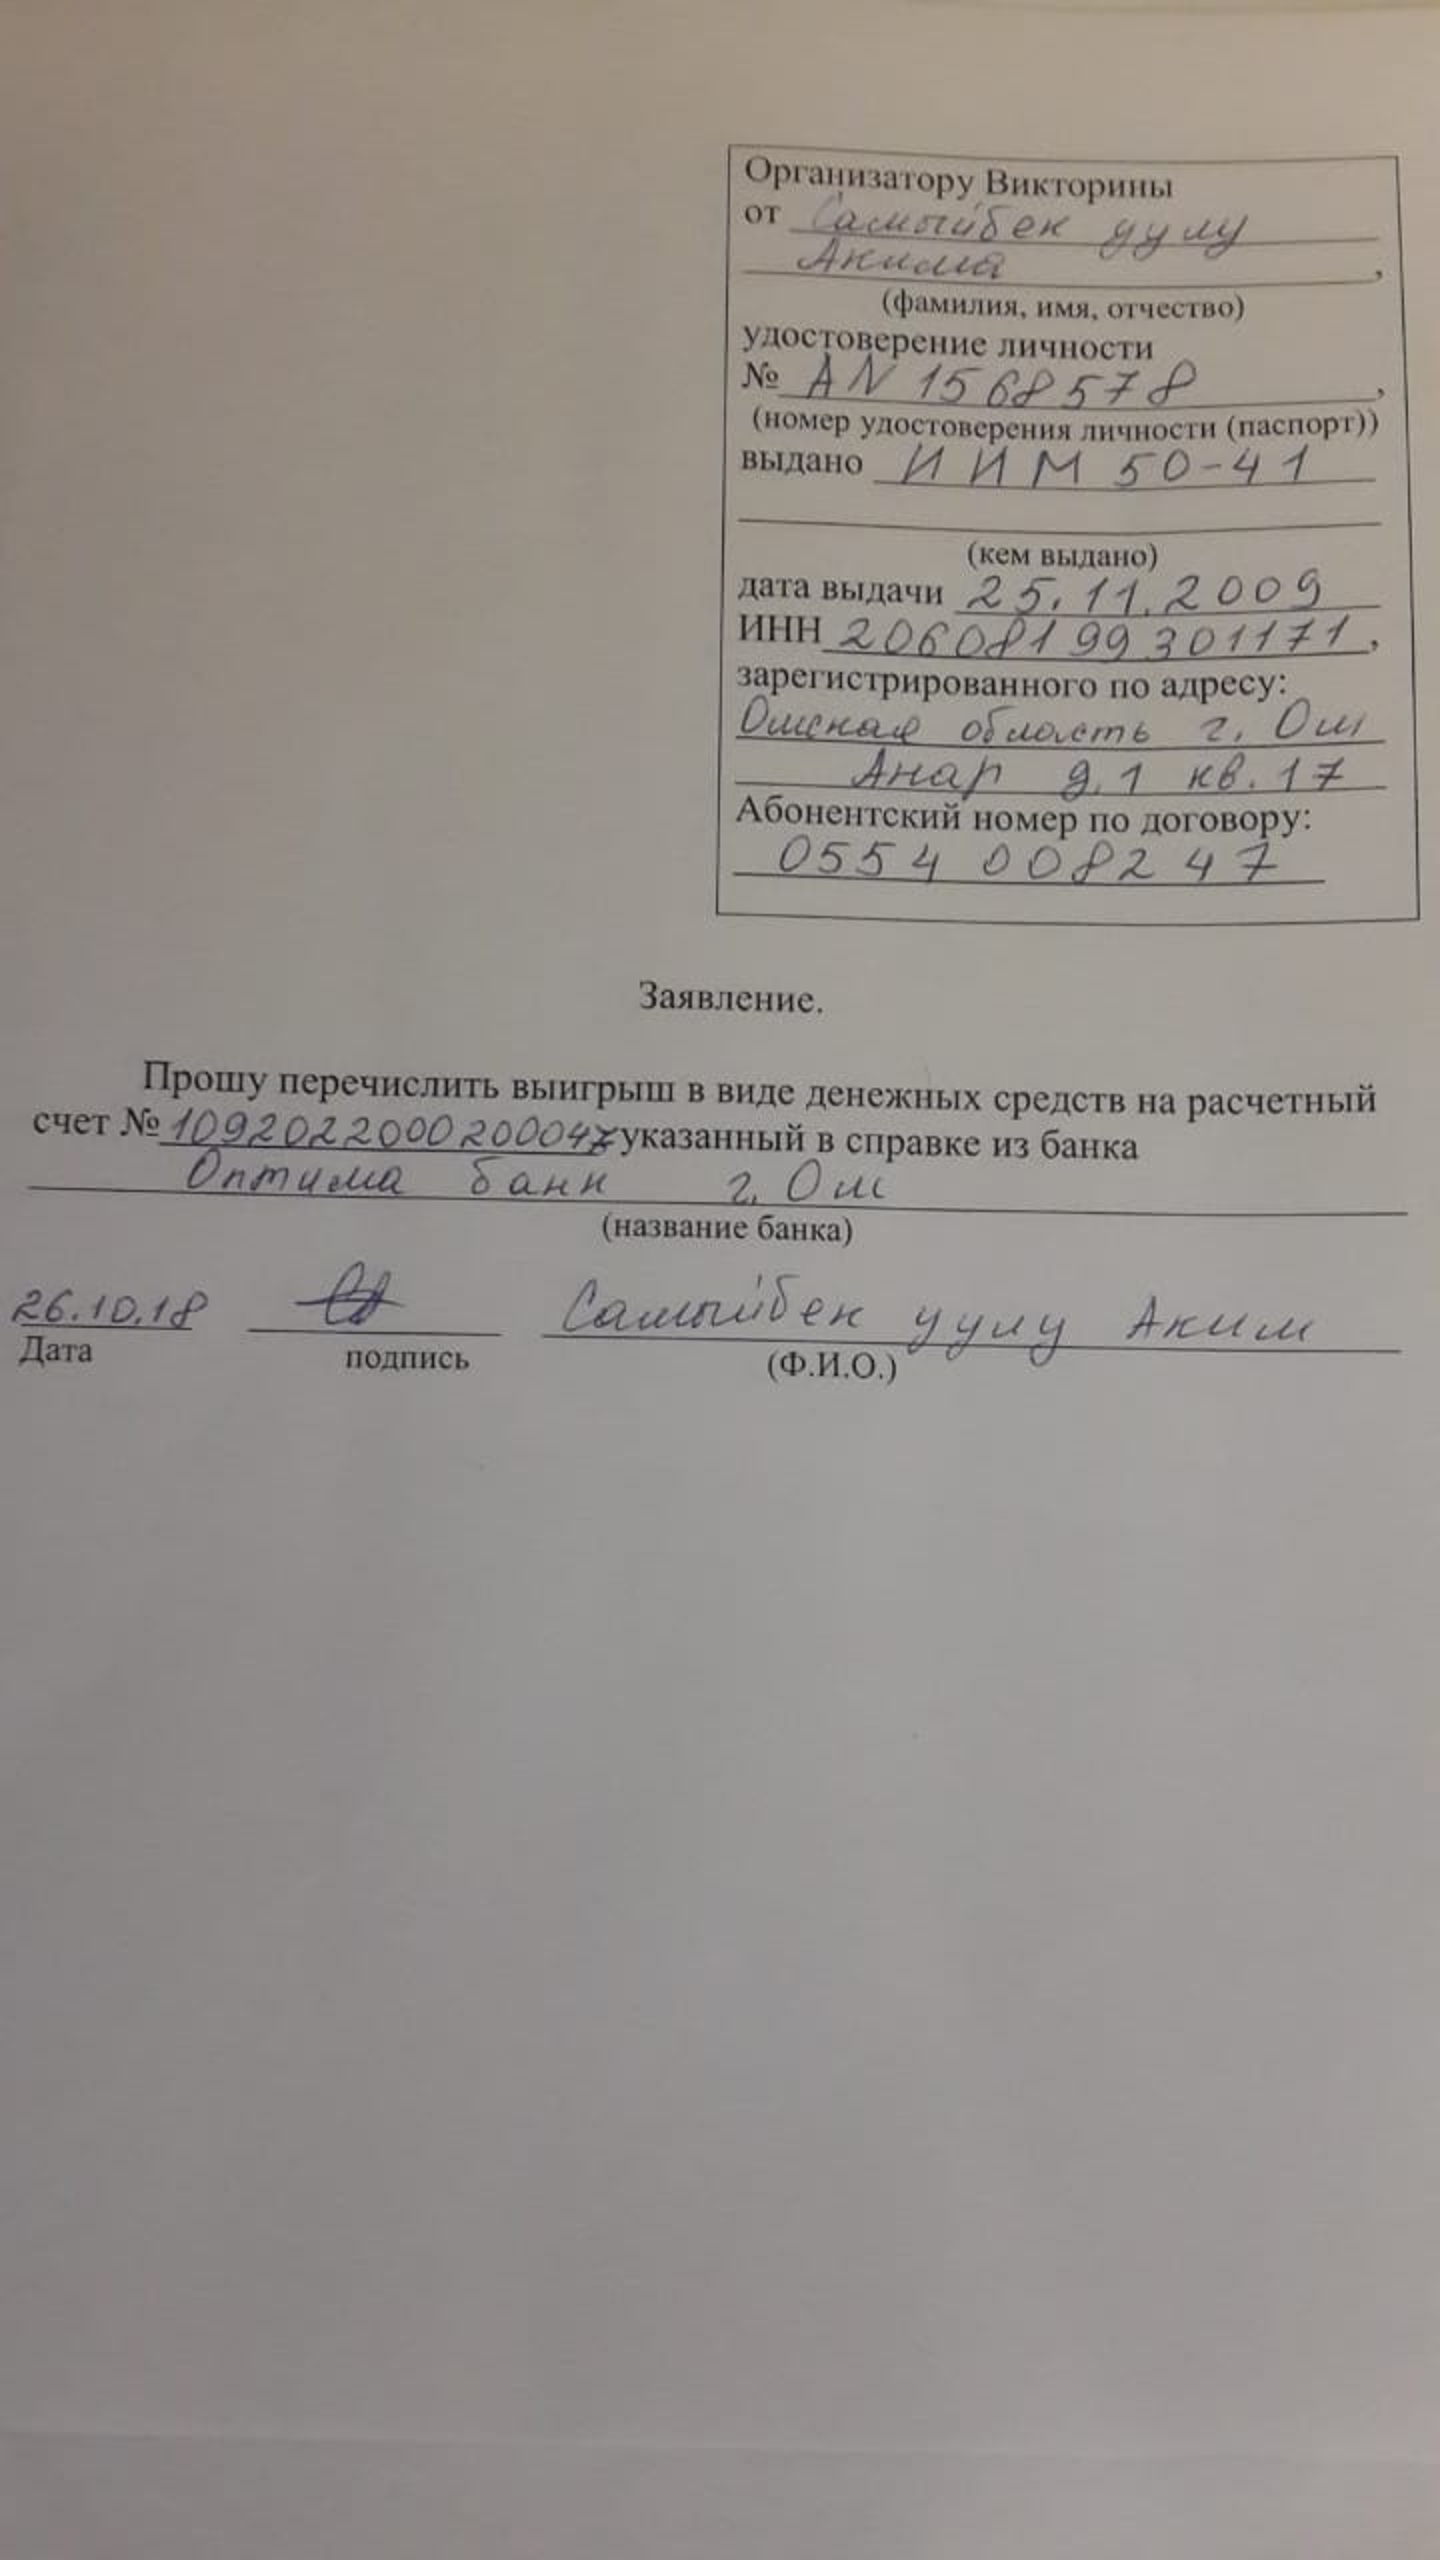 Организатору Викторины
от Самыйбек уулу
Акима,
(фамилия, имя, отчество)
удостоверение личности
№ AN 1568578,
(номер удостоверения личности (паспорт))
выдано ИИМ 50-41
(кем выдано)
дата выдачи 25.11.2009
ИНН 20608199301171,
зарегистрированного по адресу:
Ошская область г. Ош
Анар д.1 кв.17
Абонентский номер по договору:
0554 008247
Заявление.
Прошу перечислить выигрыш в виде денежных средств на расчетный
счет № 1092022000200047 указанный в справке из банка
Оптима банк г. Ош
(название банка)
26.10.18 Самыйбек уулу Аким
Дата подпись (Ф.И.О.)